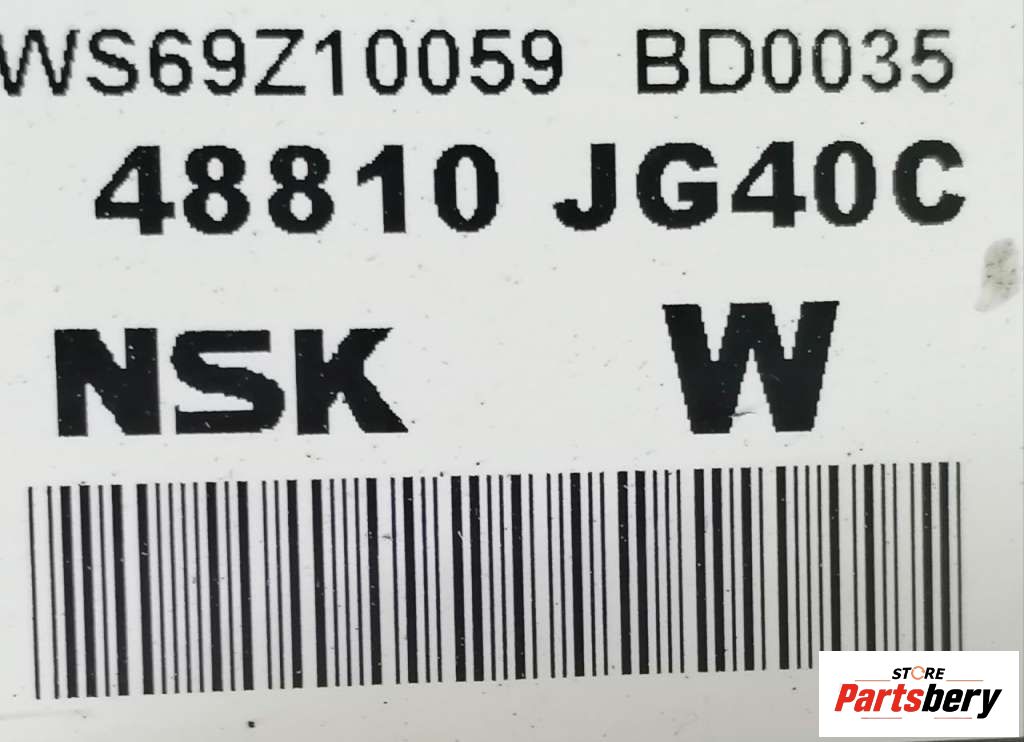 WS69Z10059 BD0035
48810 JG40C
NSK W
STORE
Partsbery